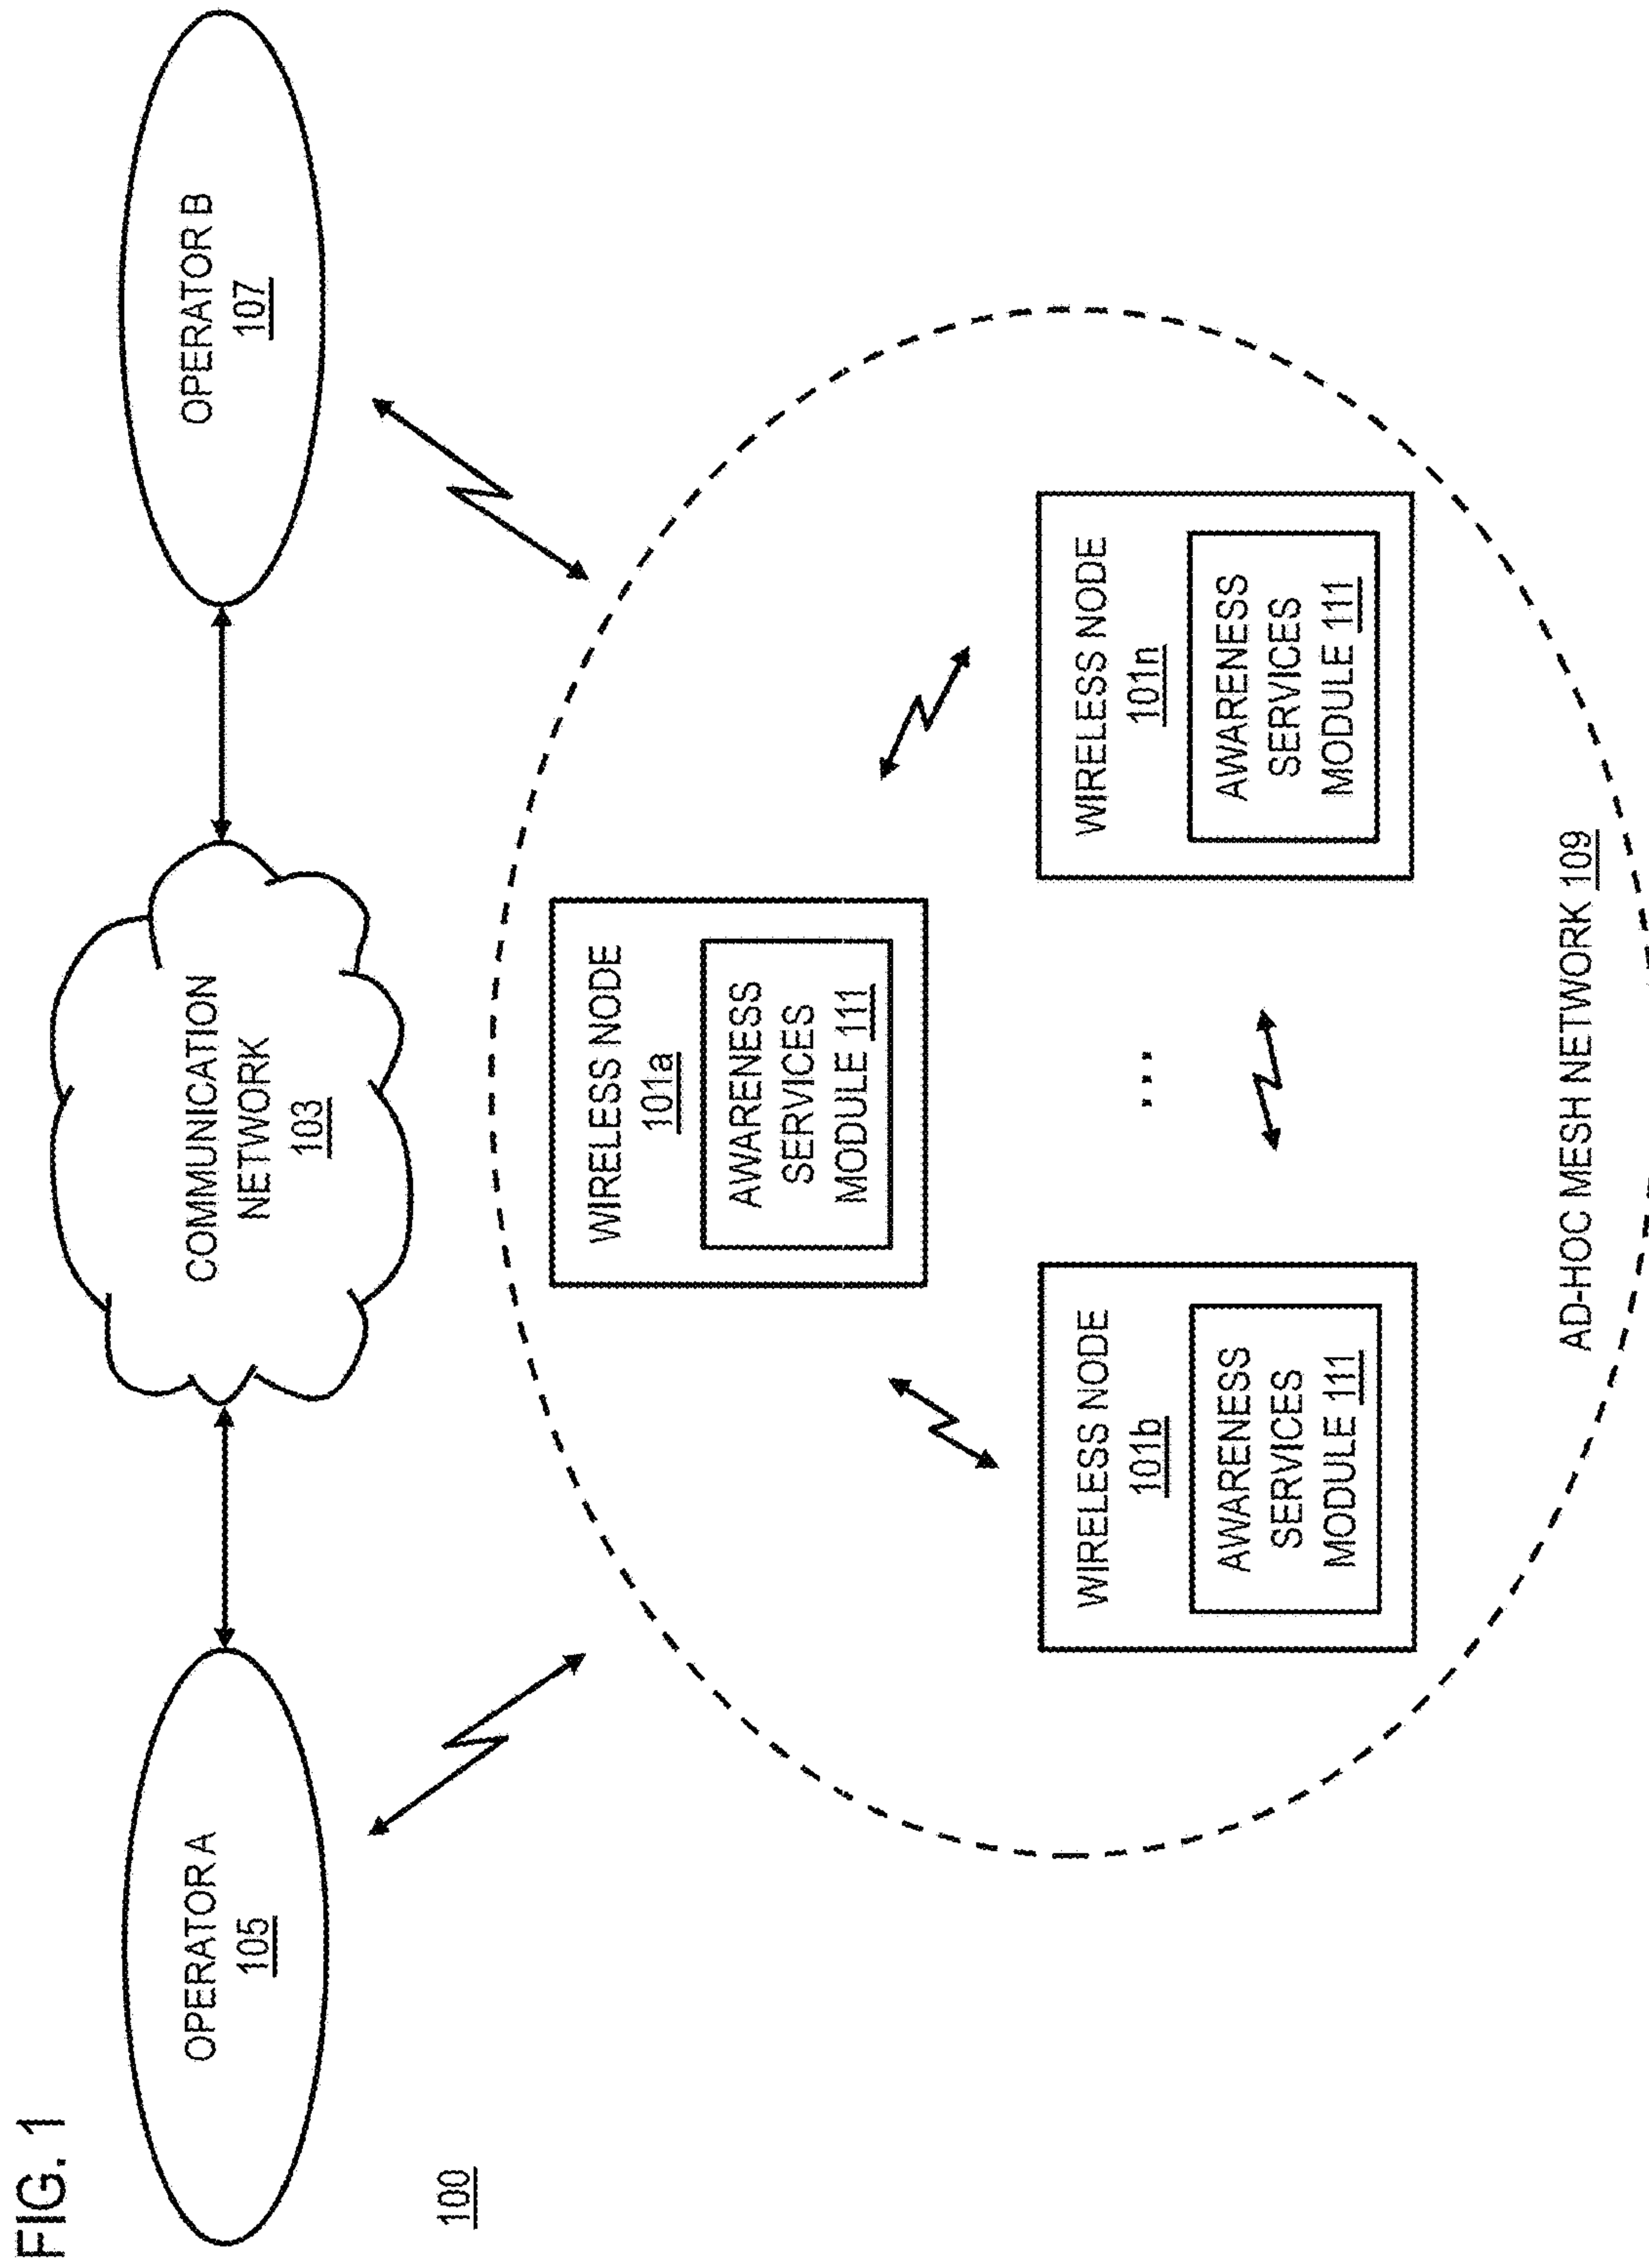 FIG. 1
100
OPERATOR A
105
COMMUNICATION
NETWORK
103
OPERATOR B
107
WIRELESS NODE
101a
AWARENESS
SERVICES
MODULE 111
WIRELESS NODE
101b
AWARENESS
SERVICES
MODULE 111
...
WIRELESS NODE
101n
AWARENESS
SERVICES
MODULE 111
AD-HOC MESH NETWORK 109